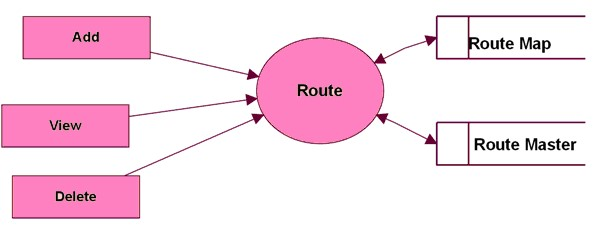 Add
Route Map
Route
View
Route Master
Delete